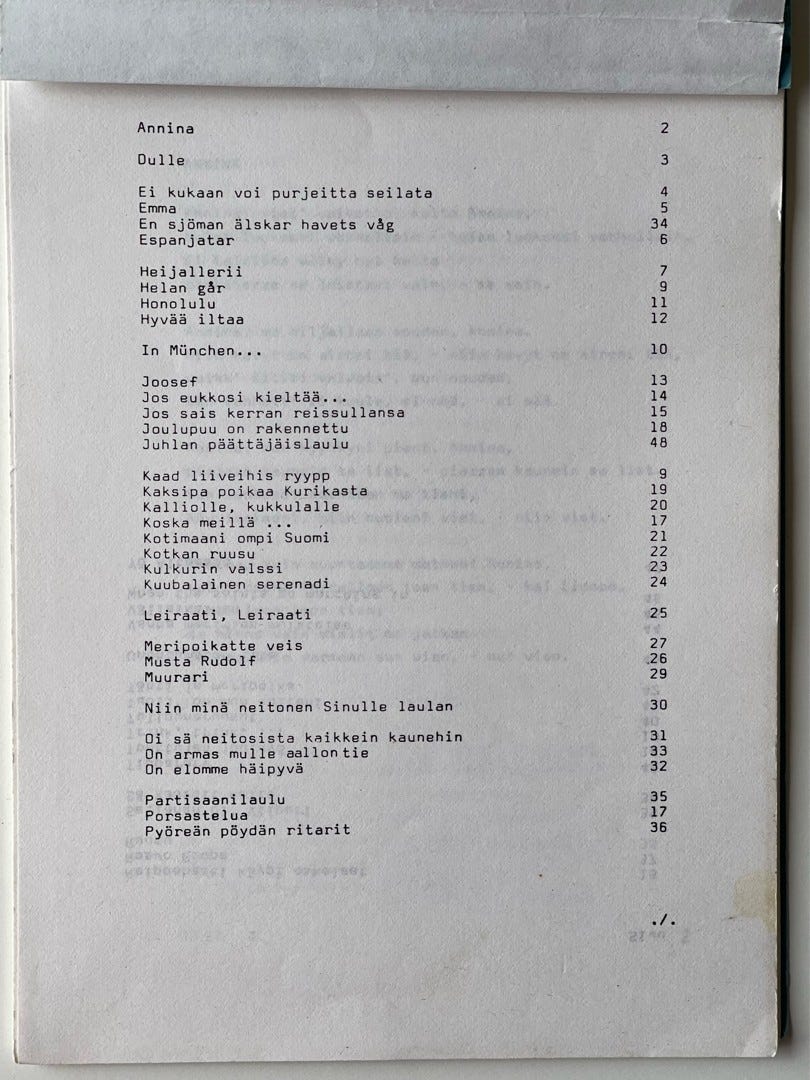 Annina 2
Dulle 3
Ei kukaan voi purjeitta seilata 4
Emma 5
En sjöman älskar havets våg 34
Espanjatar 6
Heijallerii 7
Helan går 9
Honolulu 11
Hyvää iltaa 12
In München... 10
Joosef 13
Jos eukkosi kieltää... 14
Jos sais kerran reissullansa 15
Joulupuu on rakennettu 18
Juhlan päättäjäislaulu 48
Kaad liiveihis ryypp 9
Kaksipa poikaa Kurikasta 19
Kalliolle, kukkulalle 20
Koska meillä ... 17
Kotimaani ompi Suomi 21
Kotkan ruusu 22
Kulkurin valssi 23
Kuubalainen serenadi 24
Leiraati, Leiraati 25
Meripoikatte veis 27
Musta Rudolf 26
Muurari 29
Niin minä neitonen Sinulle laulan 30
Oi sä neitosista kaikkein kaunehin 31
On armas mulle aallontie 33
On elomme häipyvä 32
Partisaanilaulu 35
Porsastelua 17
Pyöreän pöydän ritarit 36
./.